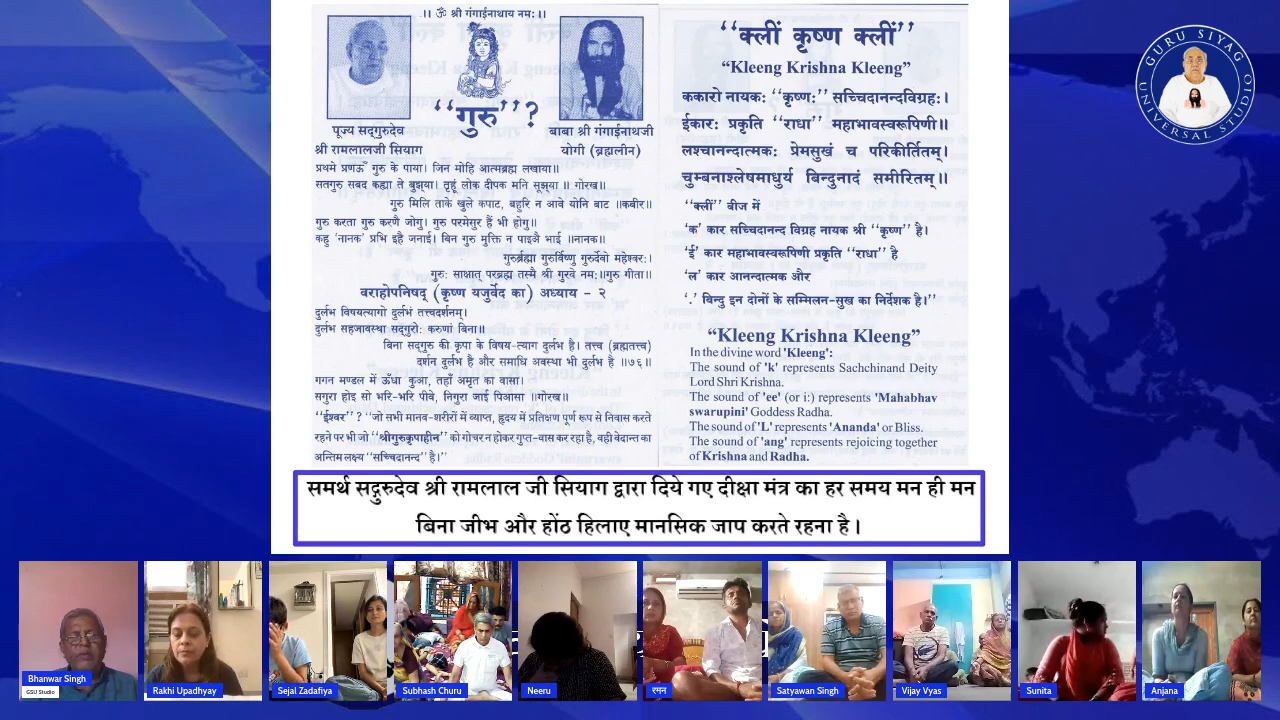 ।। ॐ श्री गंगाईनाथाय नम:।।
‘‘गुरु’’?
पूज्य सद्‌गुरुदेव
श्री रामलालजी सियाग
बाबा श्री गंगाईनाथजी
योगी (ब्रह्मलीन)
प्रथमे प्रणऊँ गुरु के पाया। जिन मोहि आत्मब्रह्म लखाया॥
सतगुरु सबद कह्या ते बुझ्या। तृहूं लोक दीपक मनि सूझ्या ॥ गोरख॥
गुरु मिलि ताके खुले कपाट, बहुरि न आवे योनि बाट ॥कबीर॥
गुरु करता गुरु करणै जोगु। गुरु परमेसुर हैं भी होगु॥
कहु ‘नानक’ प्रभि इहै जनाई। बिन गुरु मुक्ति न पाइऐ भाई ॥नानक॥
गुरुर्ब्रह्मा गुरुर्विष्णु गुरुर्देवो महेश्वर:।
गुरु: साक्षात् परब्रह्म तस्मै श्री गुरवे नम:॥गुरु गीता॥
वराहोपनिषद् (कृष्ण यजुर्वेद का) अध्याय - २
दुर्लभ विषयत्यागो दुर्लभं तत्त्वदर्शनम्।
दुर्लभ सहजावस्था सद्‌गुरो: करुणां बिना॥
बिना सद्‌गुरु की कृपा के विषय-त्याग दुर्लभ है। तत्त्व (ब्रह्मतत्त्व)
दर्शन दुर्लभ है और समाधि अवस्था भी दुर्लभ है ॥७६॥
गगन मण्डल में ऊँधा कुआ, तहाँ अमृत का वासा।
सगुरा होइ सो भरि-भरि पीवे, निगुरा जाई पिआसा ॥गोरख॥
‘‘ईश्वर’’ ? ‘‘जो सभी मानव-शरीरों में व्याप्त, हृदय में प्रतिक्षण पूर्ण रूप से निवास करते
रहने पर भी जो ‘‘श्रीगुरुकृपाहीन’’ को गोचर न होकर गुप्त-वास कर रहा है, वही वेदान्त का
अन्तिम लक्ष्य ‘‘सच्चिदानन्द’’ है।’’
‘‘क्लीं कृष्ण क्लीं’’
“Kleeng Krishna Kleeng”
ककारो नायक: ‘‘कृष्ण:’’ सच्चिदानन्दविग्रह:।
ईकार: प्रकृति ‘‘राधा’’ महाभावस्वरूपिणी॥
लश्चानन्दात्मक: प्रेमसुखं च परिकीर्तितम्।
चुम्बनाश्लेषमाधुर्य बिन्दुनादं समीरितम्॥
‘‘क्लीं’’ बीज में
‘क’ कार सच्चिदानन्द विग्रह नायक श्री ‘‘कृष्ण’’ है।
‘ई’ कार महाभावस्वरूपिणी प्रकृति ‘‘राधा’’ है
‘ल’ कार आनन्दात्मक और
‘.’ बिन्दु इन दोनों के सम्मिलन-सुख का निर्देशक है।’’
“Kleeng Krishna Kleeng”
In the divine word 'Kleeng':
The sound of 'k' represents Sachchinand Deity
Lord Shri Krishna.
The sound of 'ee' (or i:) represents 'Mahabhav
swarupini' Goddess Radha.
The sound of 'L' represents 'Ananda' or Bliss.
The sound of 'ang' represents rejoicing together
of Krishna and Radha.
समर्थ सद्गुरुदेव श्री रामलाल जी सियाग द्वारा दिये गए दीक्षा मंत्र का हर समय मन ही मन
बिना जीभ और होंठ हिलाए मानसिक जाप करते रहना है।
GURU SIYAG
UNIVERSAL STUDIO
Bhanwar Singh
GSU Studio
Rakhi Upadhyay
Sejal Zadafiya
Subhash Churu
Neeru
रमन
Satyawan Singh
Vijay Vyas
Sunita
Anjana